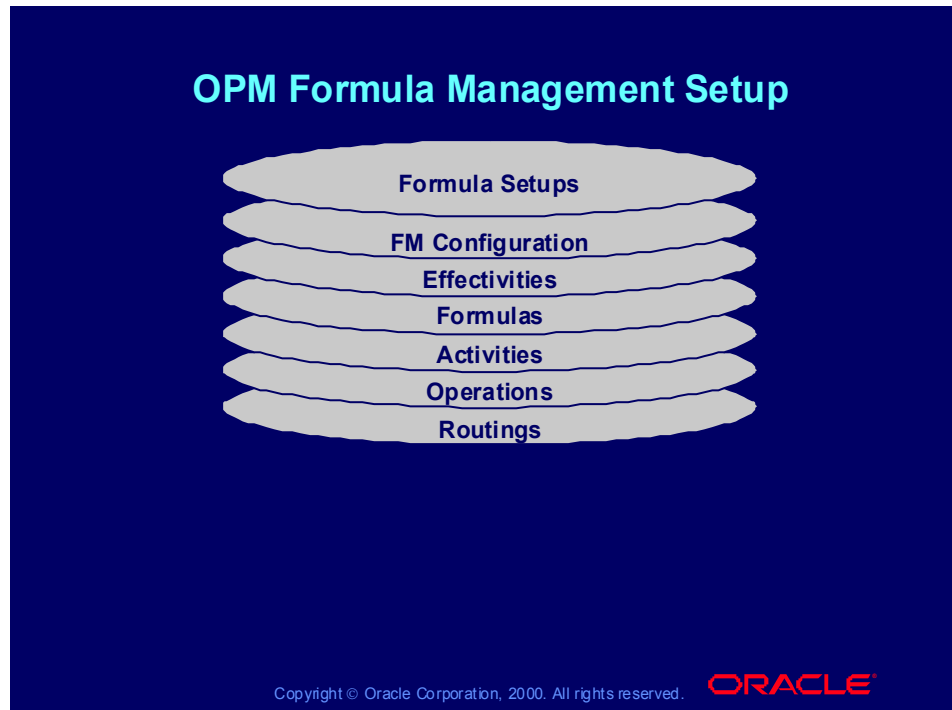 OPM Formula Management Setup
Formula Setups
FM Configuration
Effectivities
Formulas
Activities
Operations
Routings
Copyright © Oracle Corporation, 2000. All rights reserved.
ORACLE